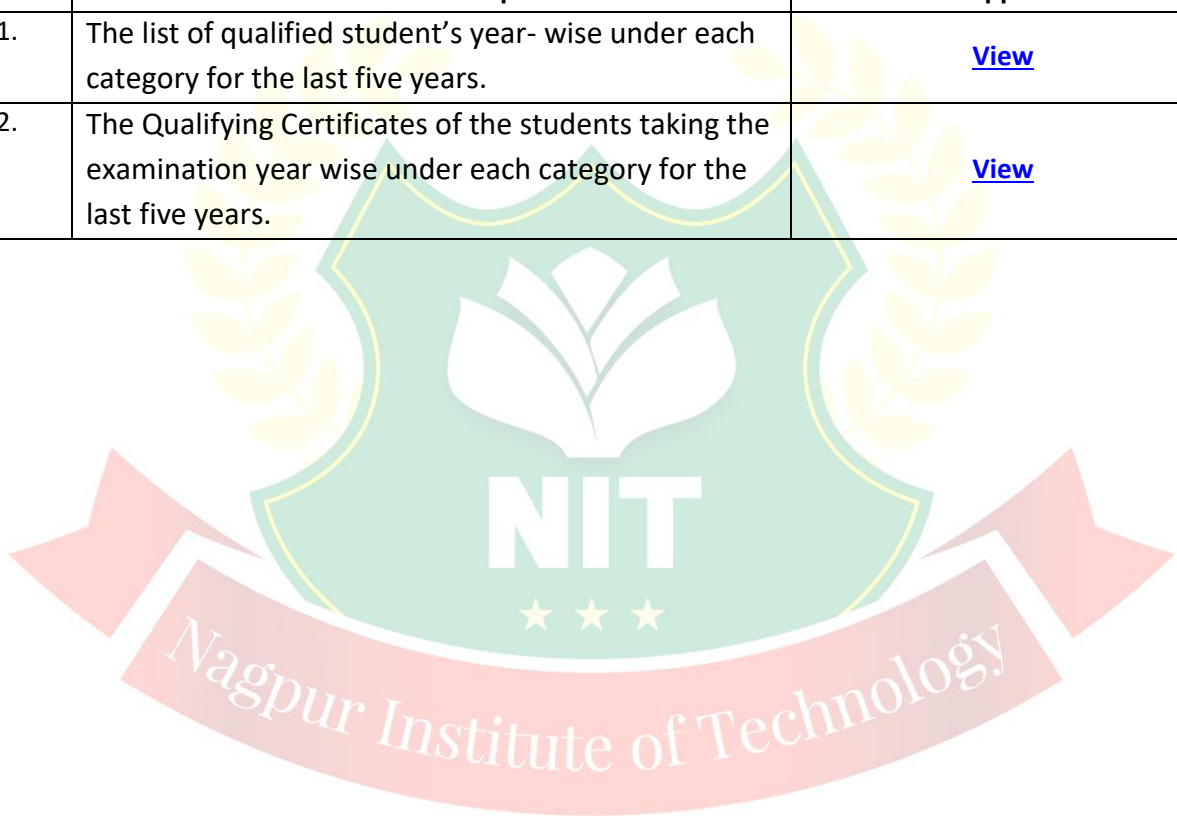 1. The list of qualified student’s year- wise under each
category for the last five years.
View
2. The Qualifying Certificates of the students taking the
examination year wise under each category for the
last five years.
View
NIT
Nagpur Institute of Technology